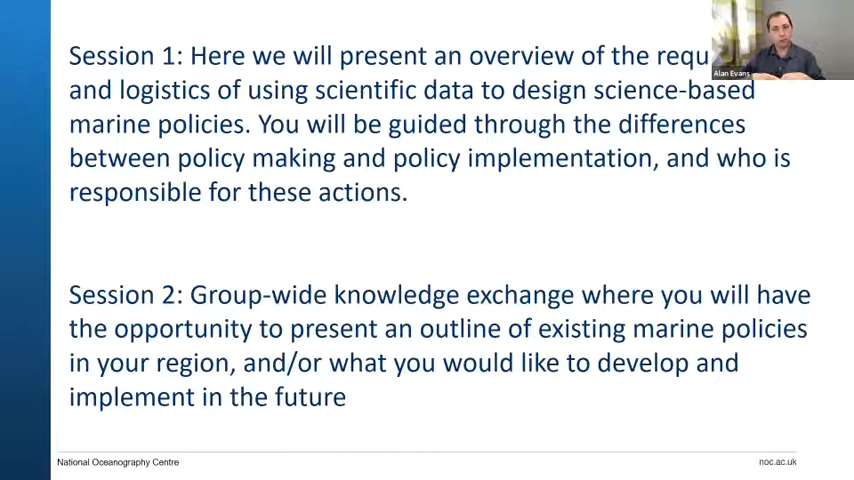 Session 1: Here we will present an overview of the requ
and logistics of using scientific data to design science-based
marine policies. You will be guided through the differences
between policy making and policy implementation, and who is
responsible for these actions.
Session 2: Group-wide knowledge exchange where you will have
the opportunity to present an outline of existing marine policies
in your region, and/or what you would like to develop and
implement in the future
Alan Evans
National Oceanography Centre
noc.ac.uk